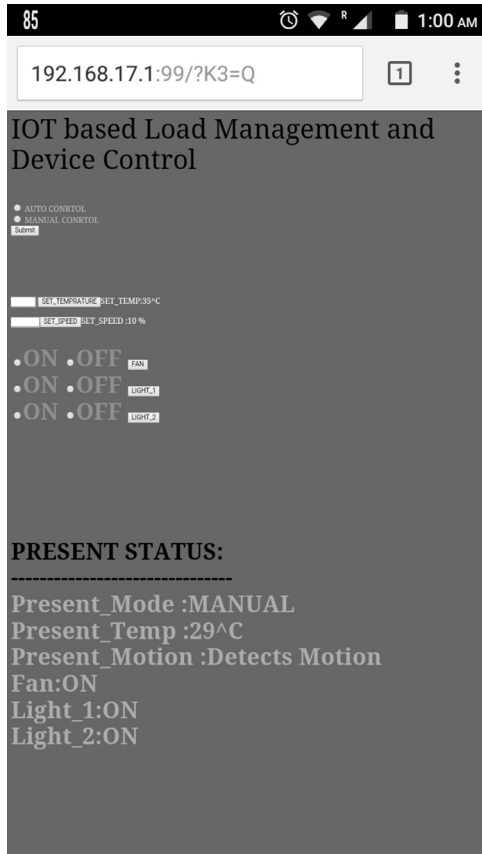 85 R 1:00 AM
192.168.17.1:99/?K3=Q 1
IOT based Load Management and
Device Control
AUTO CONRTOL
MANUAL CONRTOL
Submit
SET_TEMPRATURE SET_TEMP:35^C
SET_SPEED SET_SPEED :10 %
ON OFF FAN
ON OFF LIGHT_1
ON OFF LIGHT_2
PRESENT STATUS:
-------------------------------
Present_Mode :MANUAL
Present_Temp :29^C
Present_Motion :Detects Motion
Fan:ON
Light_1:ON
Light_2:ON